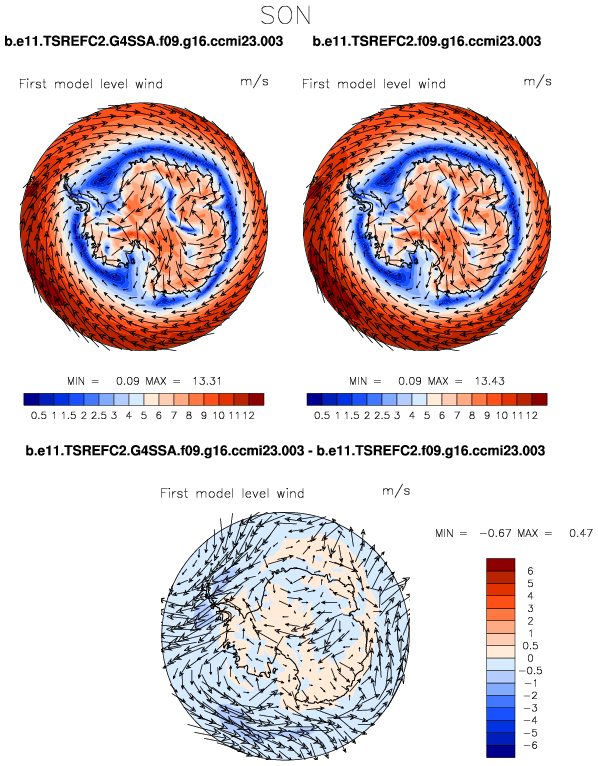 SON
b.e11.TSREFC2.G4SSA.f09.g16.ccmi23.003 b.e11.TSREFC2.f09.g16.ccmi23.003
First model level wind m/s First model level wind m/s
MIN = 0.09 MAX = 13.31 MIN = 0.09 MAX = 13.43
0.5 1 1.5 2 2.5 3 4 5 6 7 8 9 10 11 12 0.5 1 1.5 2 2.5 3 4 5 6 7 8 9 10 11 12
b.e11.TSREFC2.G4SSA.f09.g16.ccmi23.003 - b.e11.TSREFC2.f09.g16.ccmi23.003
First model level wind m/s
MIN = -0.67 MAX = 0.47
6
5
4
3
2
1
0.5
0
-0.5
-1
-2
-3
-4
-5
-6